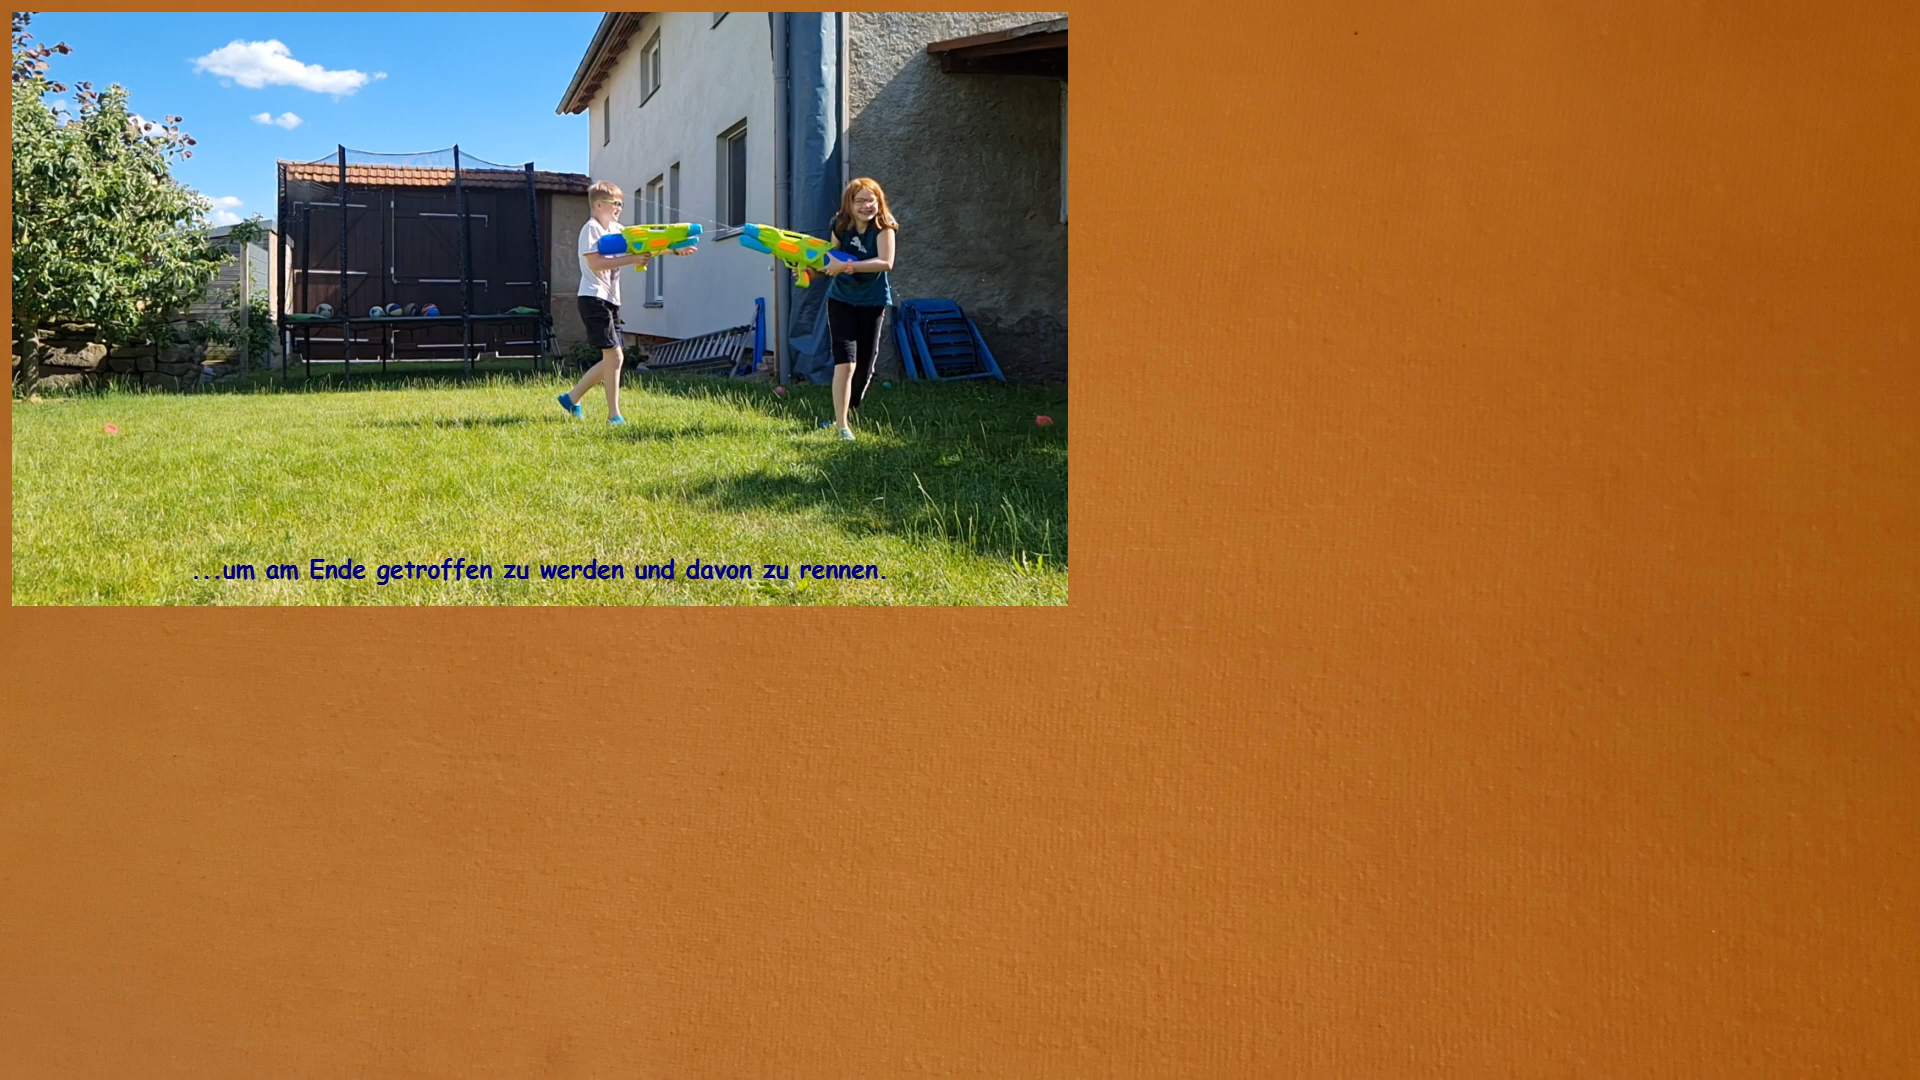 ...um am Ende getroffen zu werden und davon zu rennen.